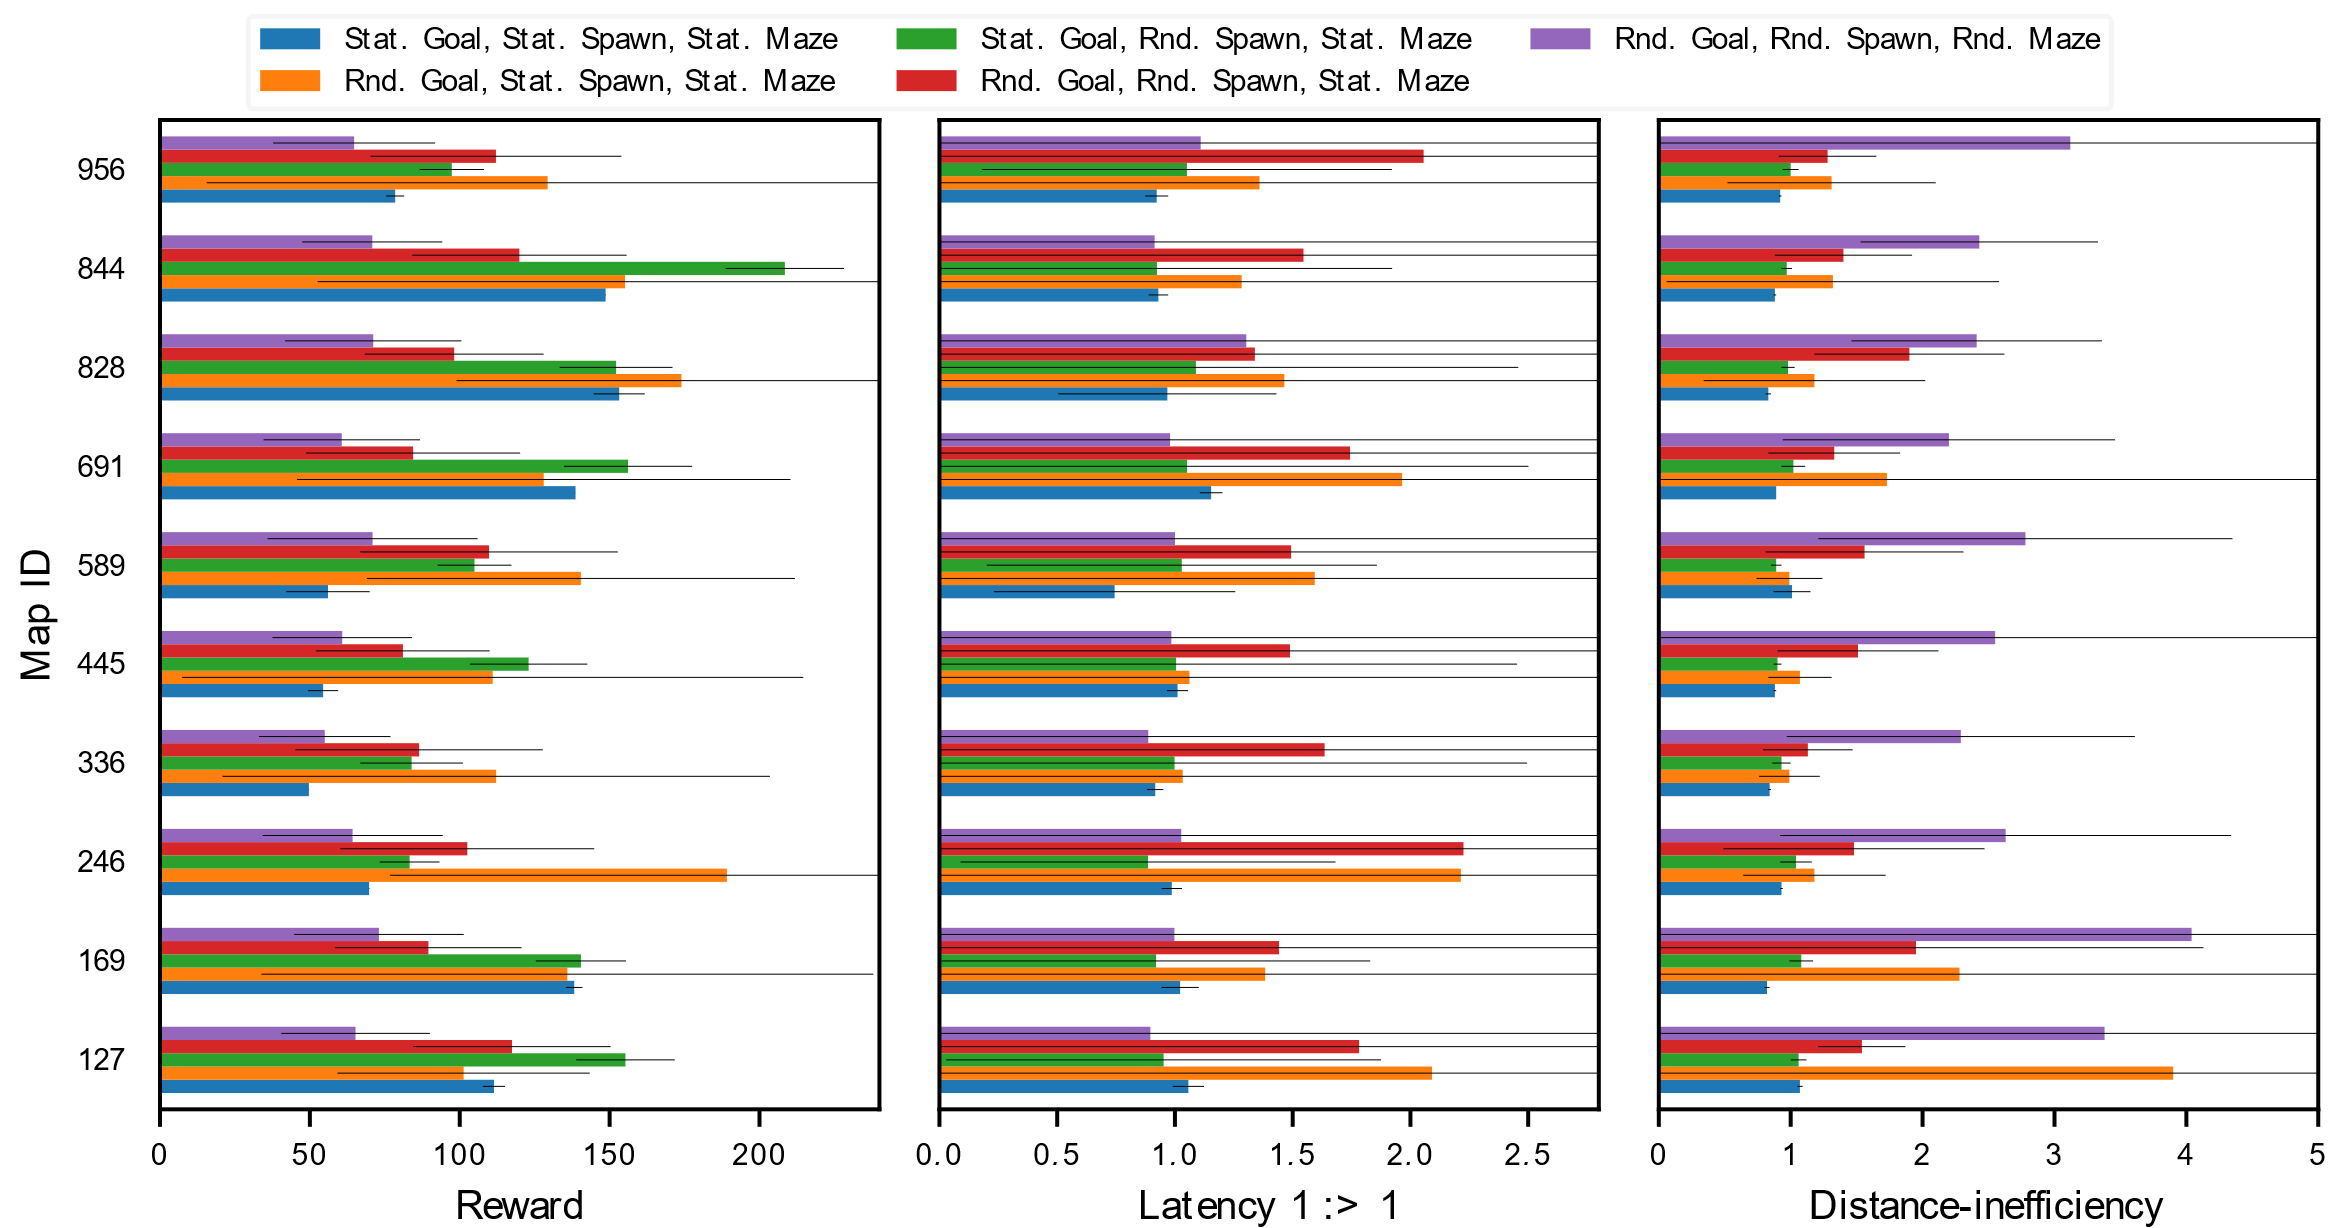 Stat. Goal, Stat. Spawn, Stat. Maze
Rnd. Goal, Stat. Spawn, Stat. Maze
Stat. Goal, Rnd. Spawn, Stat. Maze
Rnd. Goal, Rnd. Spawn, Stat. Maze
Rnd. Goal, Rnd. Spawn, Rnd. Maze
Map ID
956
844
828
691
589
445
336
246
169
127
0 50 100 150 200
Reward
0.0 0.5 1.0 1.5 2.0 2.5
Latency 1 :> 1
0 1 2 3 4 5
Distance-inefficiency